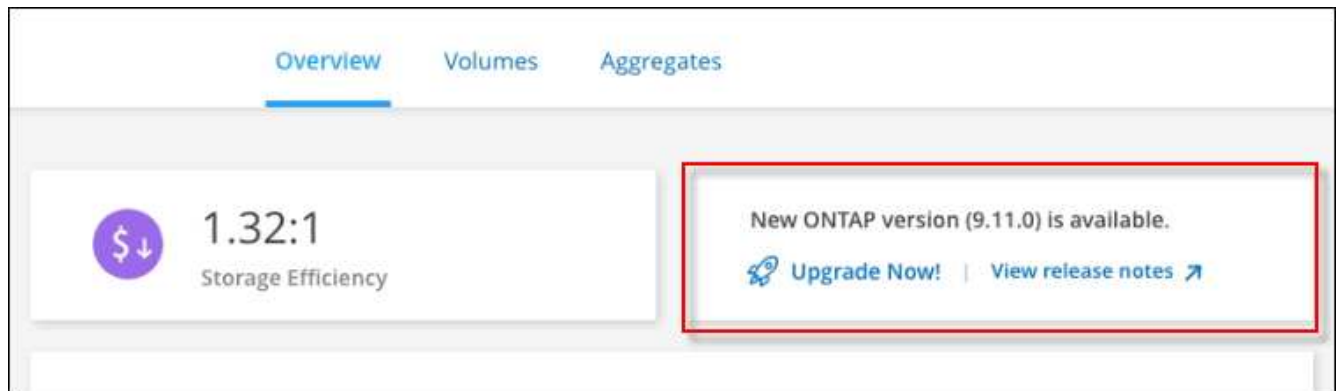 Overview Volumes Aggregates
1.32:1
Storage Efficiency
New ONTAP version (9.11.0) is available.
Upgrade Now! | View release notes